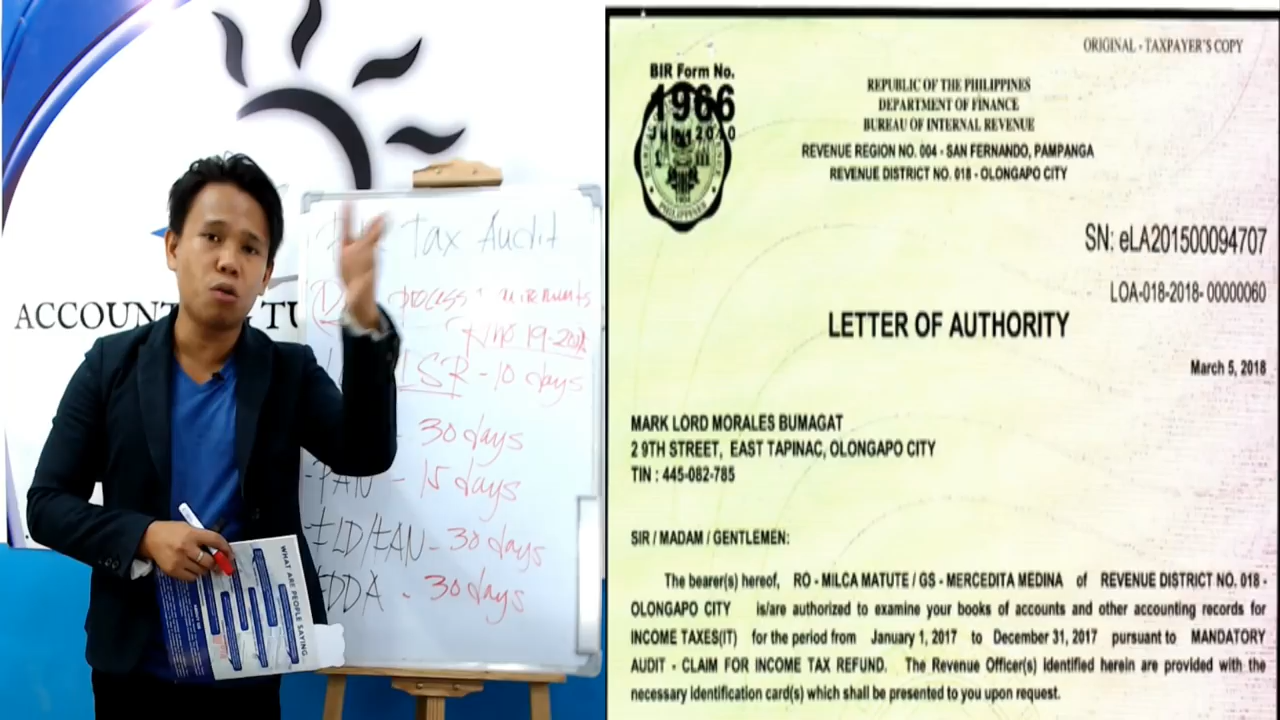 ACCOUNT
TU
Tax Audit
process
19-201
LSR - 10 days
- 30 days
- PAN - 15 days
FLD/FAN - 30 days
FDDA - 30 days
WHAT ARE PEOPLE SAYING
ORIGINAL - TAXPAYER'S COPY
BIR Form No.
1966
REPUBLIC OF THE PHILIPPINES
DEPARTMENT OF FINANCE
BUREAU OF INTERNAL REVENUE
REVENUE REGION NO. 004 - SAN FERNANDO, PAMPANGA
REVENUE DISTRICT NO. 018 - OLONGAPO CITY
SN: eLA201500094707
LOA-018-2018- 00000060
LETTER OF AUTHORITY
March 5, 2018
MARK LORD MORALES BUMAGAT
2 9TH STREET, EAST TAPINAC, OLONGAPO CITY
TIN : 445-082-785
SIR / MADAM / GENTLEMEN:
The bearer(s) hereof, RO - MILCA MATUTE / GS - MERCEDITA MEDINA of REVENUE DISTRICT NO. 018 -
OLONGAPO CITY is/are authorized to examine your books of accounts and other accounting records for
INCOME TAXES(IT) for the period from January 1, 2017 to December 31, 2017 pursuant to MANDATORY
AUDIT - CLAIM FOR INCOME TAX REFUND. The Revenue Officer(s) identified herein are provided with the
necessary identification card(s) which shall be presented to you upon request.